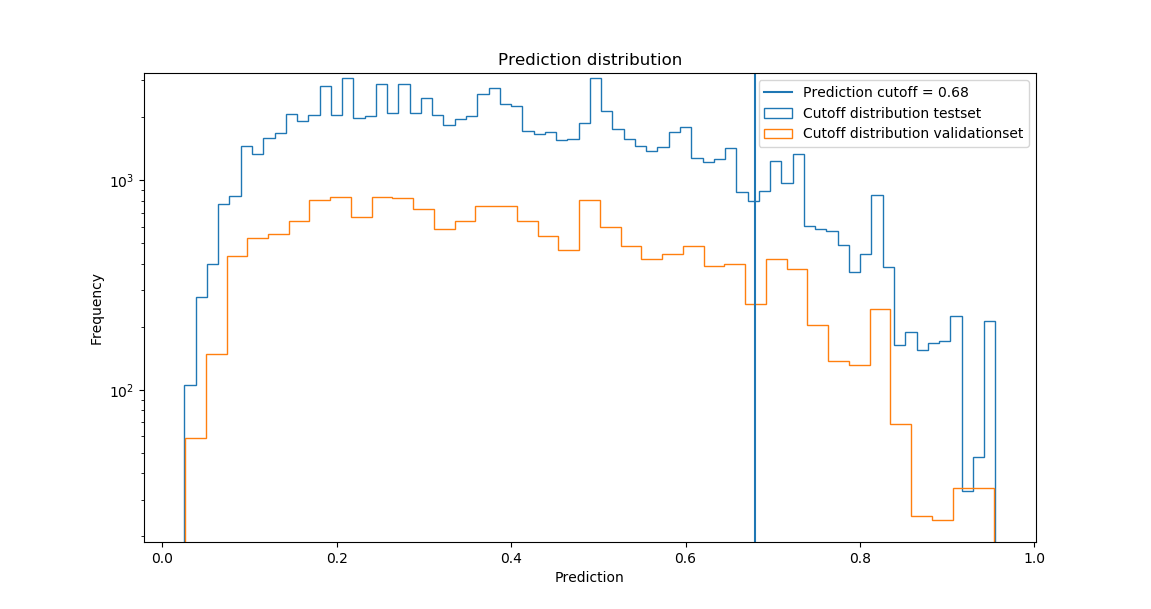 Prediction distribution
Prediction cutoff = 0.68
Cutoff distribution testset
Cutoff distribution validationset
10³
10²
Frequency
0.0 0.2 0.4 0.6 0.8 1.0
Prediction